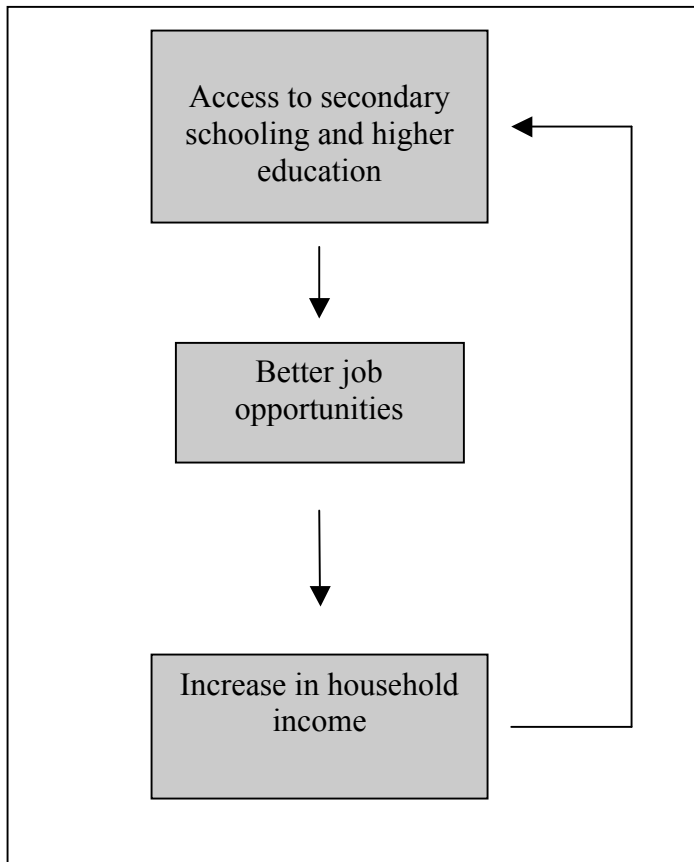 Access to secondary
schooling and higher
education
Better job
opportunities
Increase in household
income